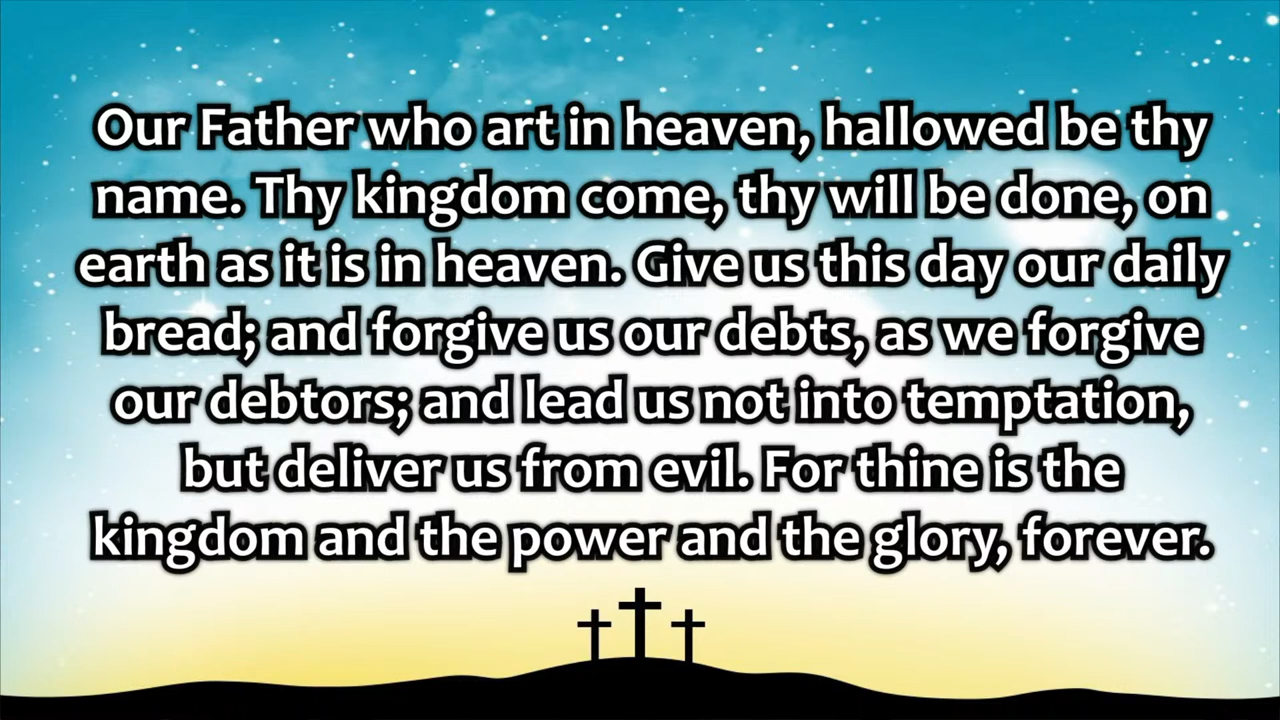 Our Father who art in heaven, hallowed be thy
name. Thy kingdom come, thy will be done, on
earth as it is in heaven. Give us this day our daily
bread; and forgive us our debts, as we forgive
our debtors; and lead us not into temptation,
but deliver us from evil. For thine is the
kingdom and the power and the glory, forever.